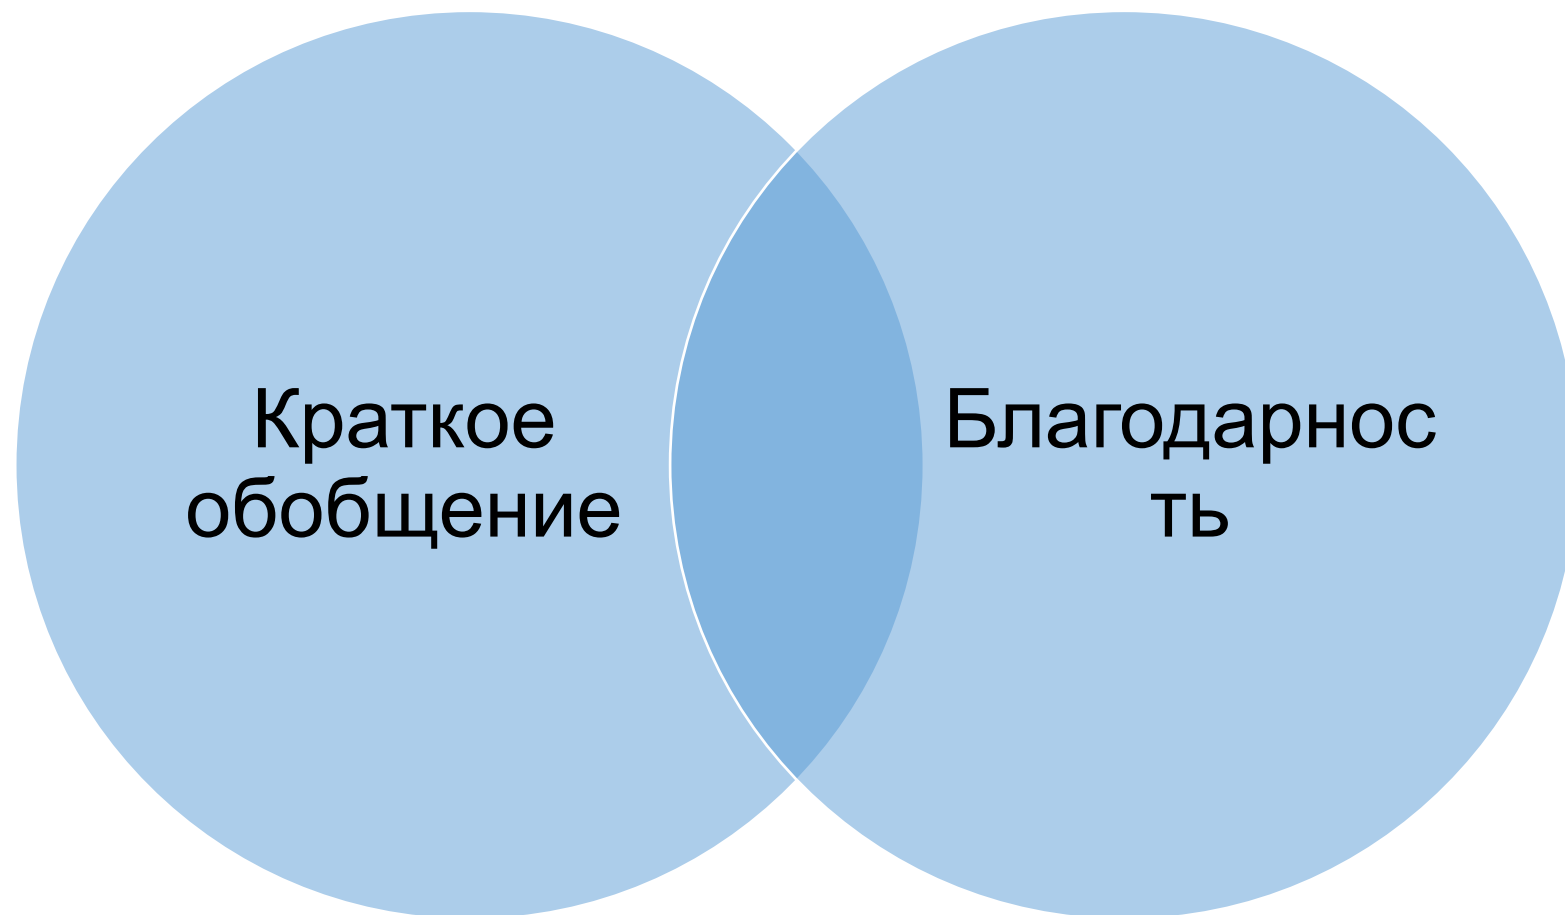 Краткое
обобщение
Благодарнос
ть